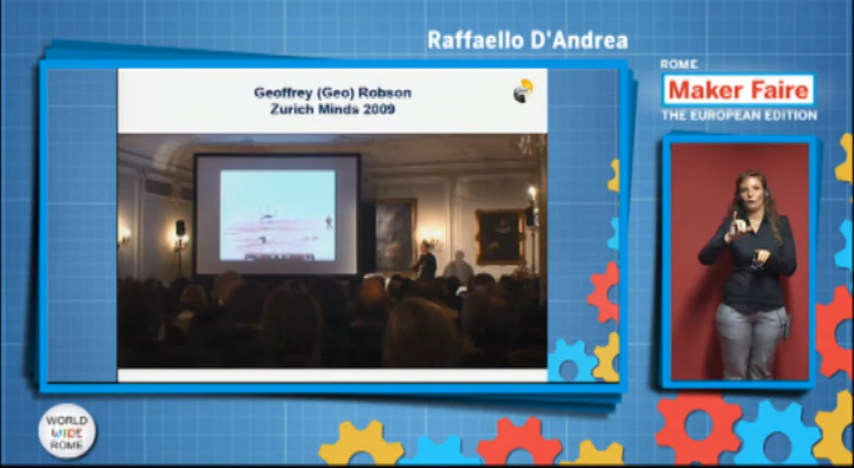 Raffaello D'Andrea
Geoffrey (Geo) Robson
Zurich Minds 2009
ROME
Maker Faire
THE EUROPEAN EDITION
WORLD
WIDE
ROME